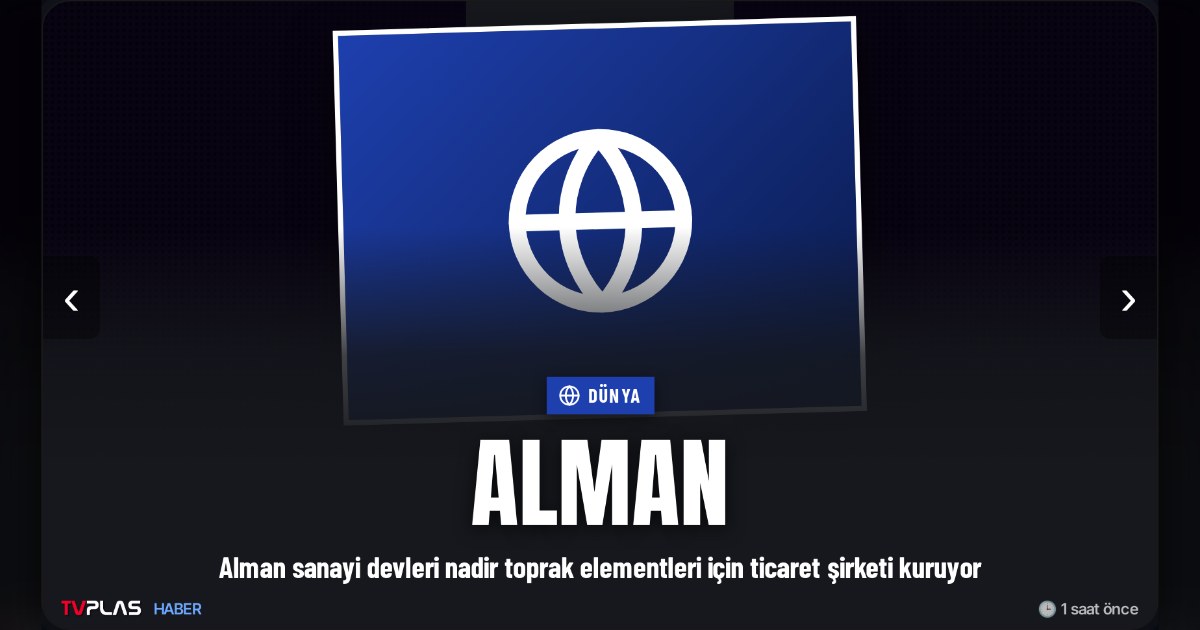 DÜNYA
ALMAN
Alman sanayi devleri nadir toprak elementleri için ticaret şirketi kuruyor
TVPLAS HABER
1 saat önce